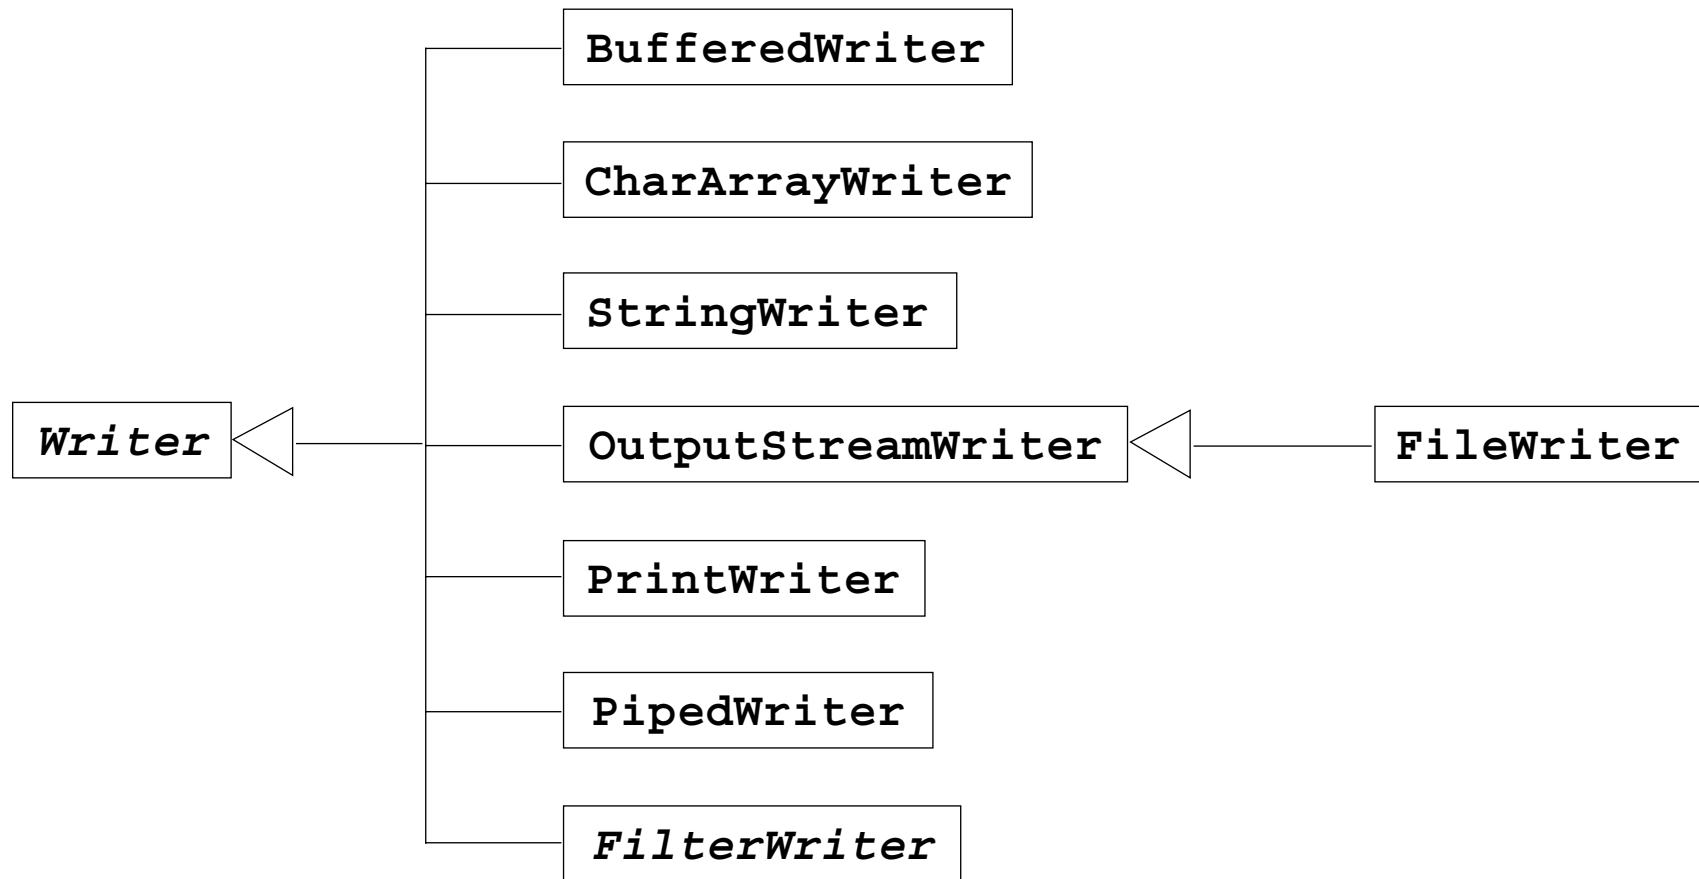 BufferedWriter
CharArrayWriter
StringWriter
Writer
OutputStreamWriter
FileWriter
PrintWriter
PipedWriter
FilterWriter